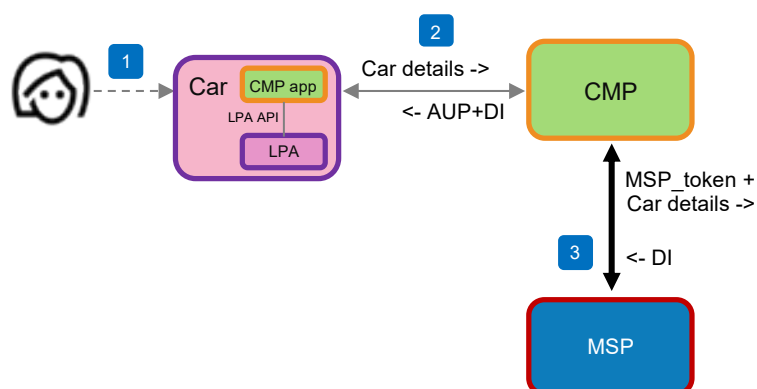 1
2
Car details ->
<- AUP+DI
Car
CMP app
LPA API
LPA
CMP
MSP_token +
Car details ->
3
<- DI
MSP